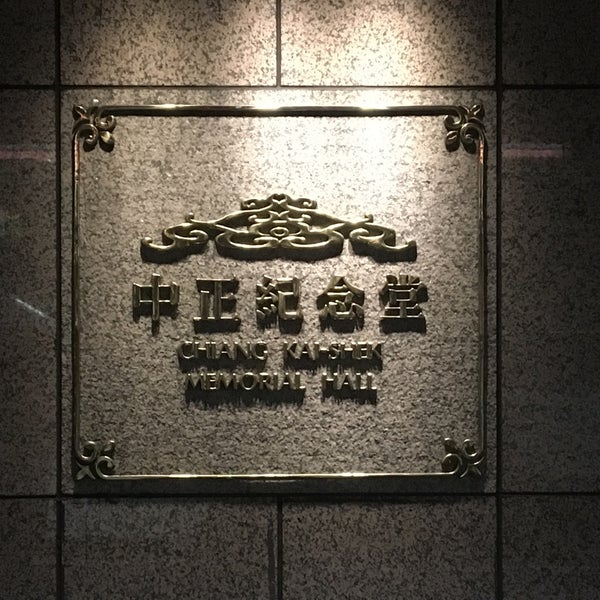 中正紀念堂
CHIANG KAI-SHEK
MEMORIAL HALL